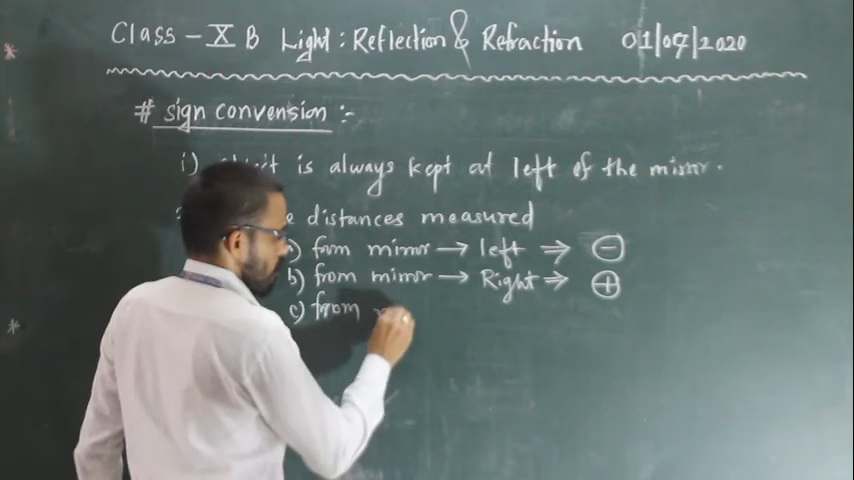 Class - X B Light : Reflection & Refraction 01/07/2020
# sign convension :-
i) is always kept at left of the mirror.
distances measured
) from mirror → left ⇒ ⊖
b) from mirror → Right ⇒ ⊕
c) from